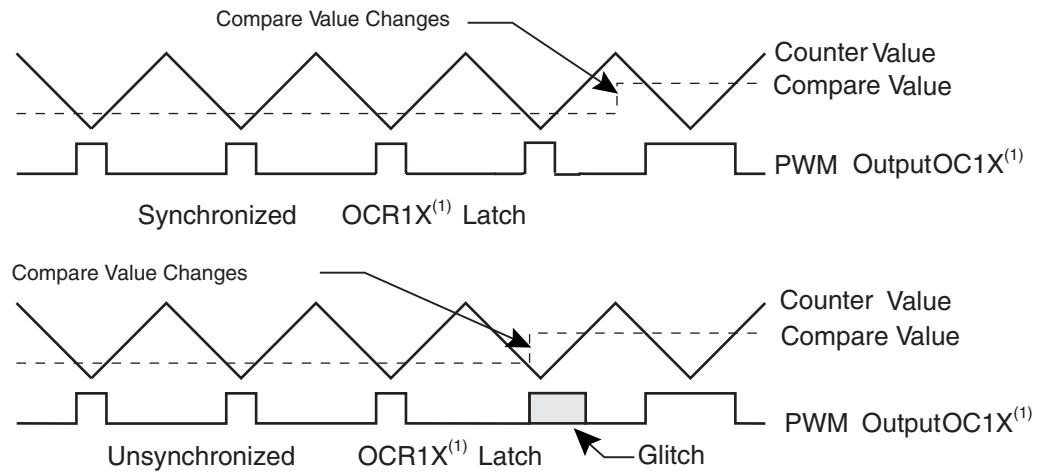 Compare Value Changes
Counter Value
Compare Value
PWM OutputOC1X(1)
Synchronized OCR1X(1) Latch
Compare Value Changes
Counter Value
Compare Value
PWM OutputOC1X(1)
Unsynchronized OCR1X(1) Latch
Glitch